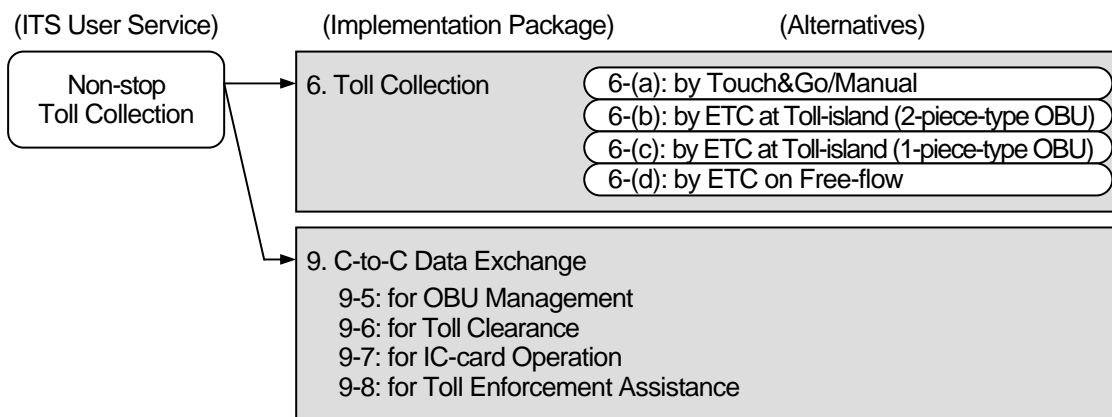 (ITS User Service) (Implementation Package) (Alternatives)
Non-stop
Toll Collection
6. Toll Collection
6-(a): by Touch&Go/Manual
6-(b): by ETC at Toll-island (2-piece-type OBU)
6-(c): by ETC at Toll-island (1-piece-type OBU)
6-(d): by ETC on Free-flow
9. C-to-C Data Exchange
9-5: for OBU Management
9-6: for Toll Clearance
9-7: for IC-card Operation
9-8: for Toll Enforcement Assistance